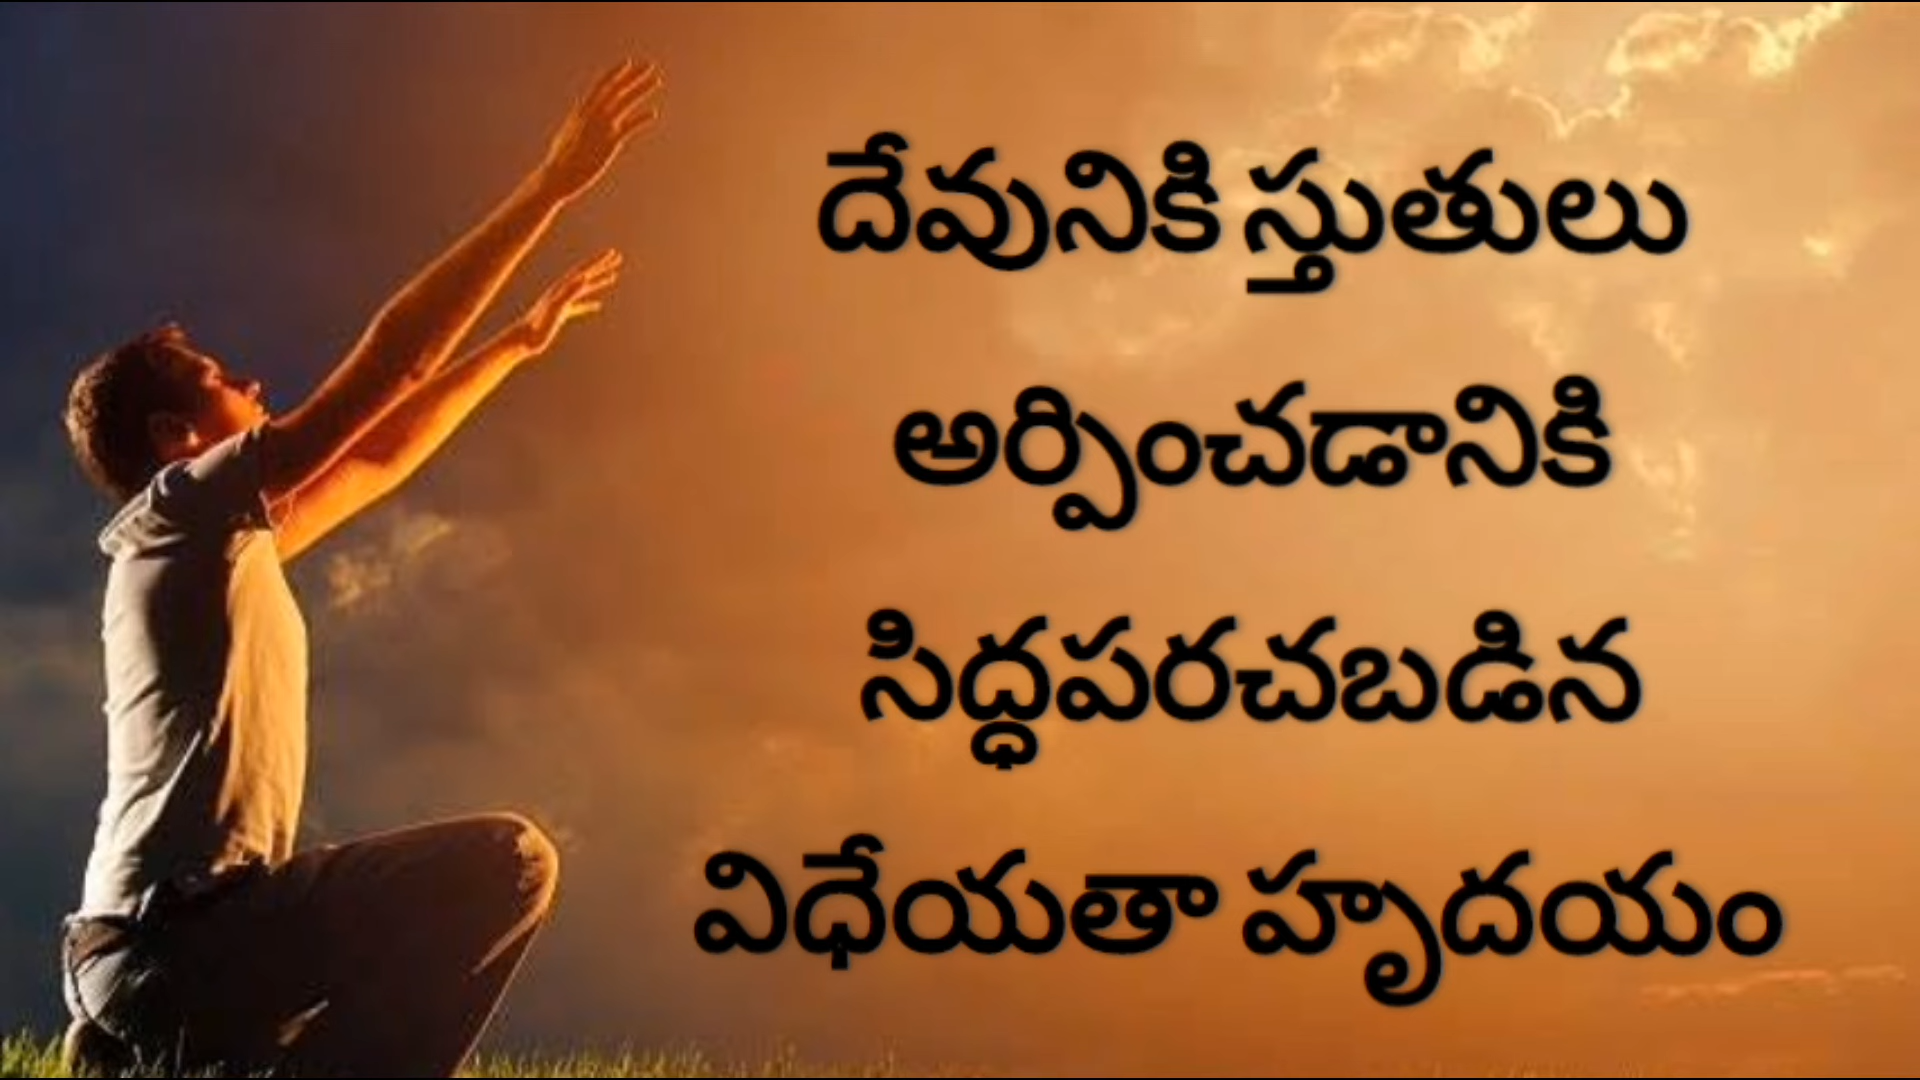 దేవునికి స్తుతులు
అర్పించడానికి
సిద్ధపరచబడిన
విధేయతా హృదయం